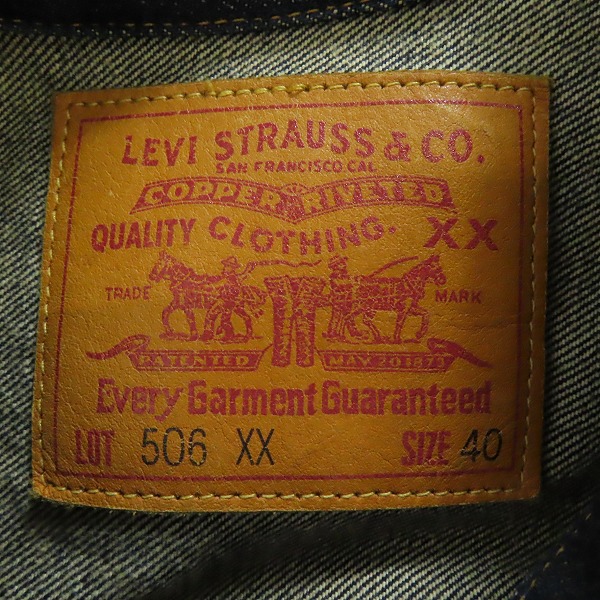 LEVI STRAUSS & CO.
SAN FRANCISCO CAL
COPPER RIVETED
QUALITY CLOTHING. XX
TRADE MARK
PATENTED MAY 20 1873
Every Garment Guaranteed
LOT 506 XX SIZE 40